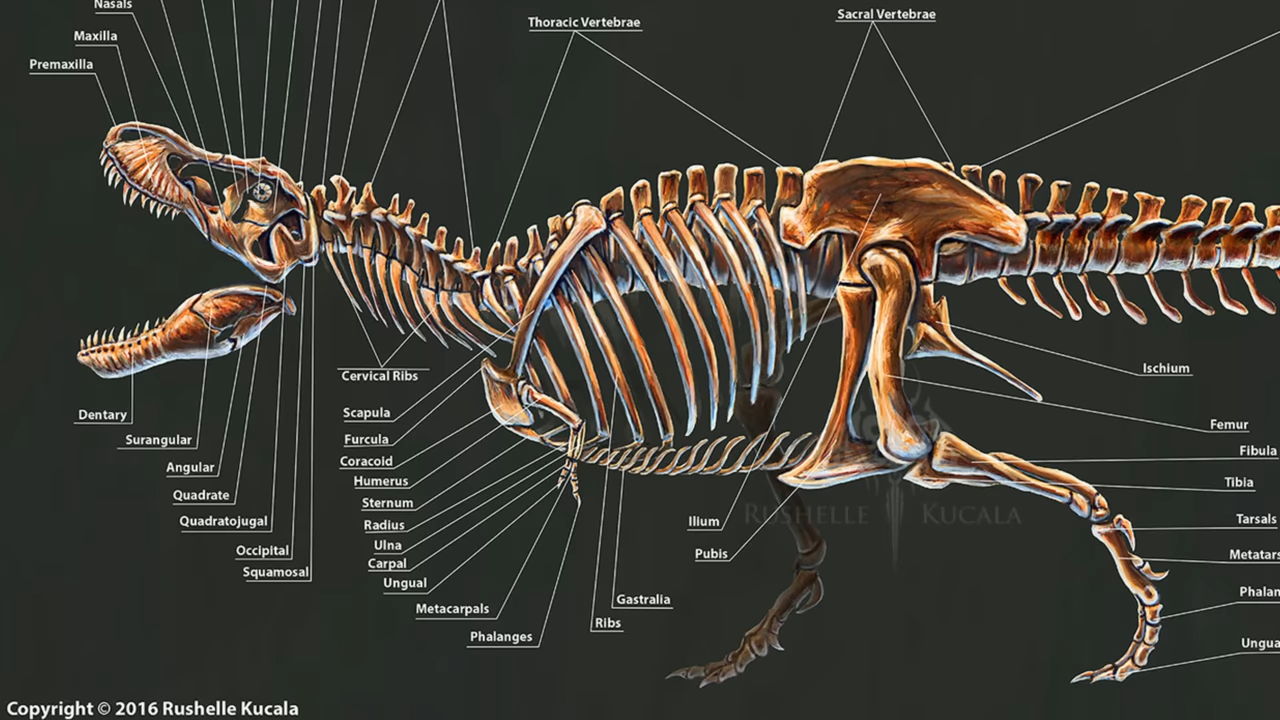 Nasals
Maxilla
Premaxilla
Thoracic Vertebrae
Sacral Vertebrae
Cervical Ribs
Dentary
Surangular
Angular
Quadrate
Quadratojugal
Occipital
Squamosal
Scapula
Furcula
Coracoid
Humerus
Sternum
Radius
Ulna
Carpal
Ungual
Metacarpals
Phalanges
Ribs
Gastralia
Ilium
Pubis
Ischium
Femur
Fibula
Tibia
Tarsals
Metatars
Phalan
Ungua
Rushelle Kucala
Copyright © 2016 Rushelle Kucala